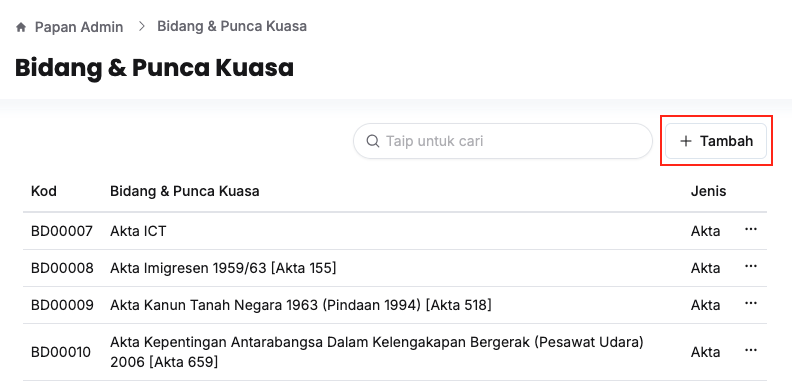 Papan Admin > Bidang & Punca Kuasa
Bidang & Punca Kuasa
Taip untuk cari
+ Tambah
Kod Bidang & Punca Kuasa Jenis
BD00007 Akta ICT Akta ...
BD00008 Akta Imigresen 1959/63 [Akta 155] Akta ...
BD00009 Akta Kanun Tanah Negara 1963 (Pindaan 1994) [Akta 518] Akta ...
BD00010 Akta Kepentingan Antarabangsa Dalam Kelengakapan Bergerak (Pesawat Udara) Akta ...
2006 [Akta 659]